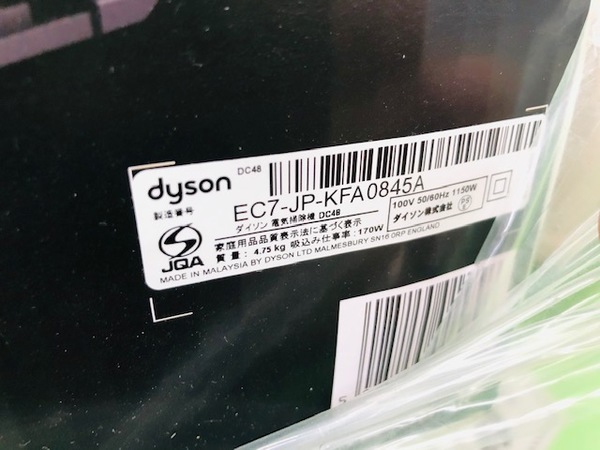 dyson DC48
製造番号 EC7-JP-KFA0845A
ダイソン 電気掃除機 DC48
100V 50/60Hz 1150W
家庭用品品質表示法に基づく表示
ダイソン株式会社
PS E
質量: 4.75 kg 吸込み仕事率: 170W
JQA
MADE IN MALAYSIA BY DYSON LTD MALMESBURY SN16 0RP ENGLAND
5